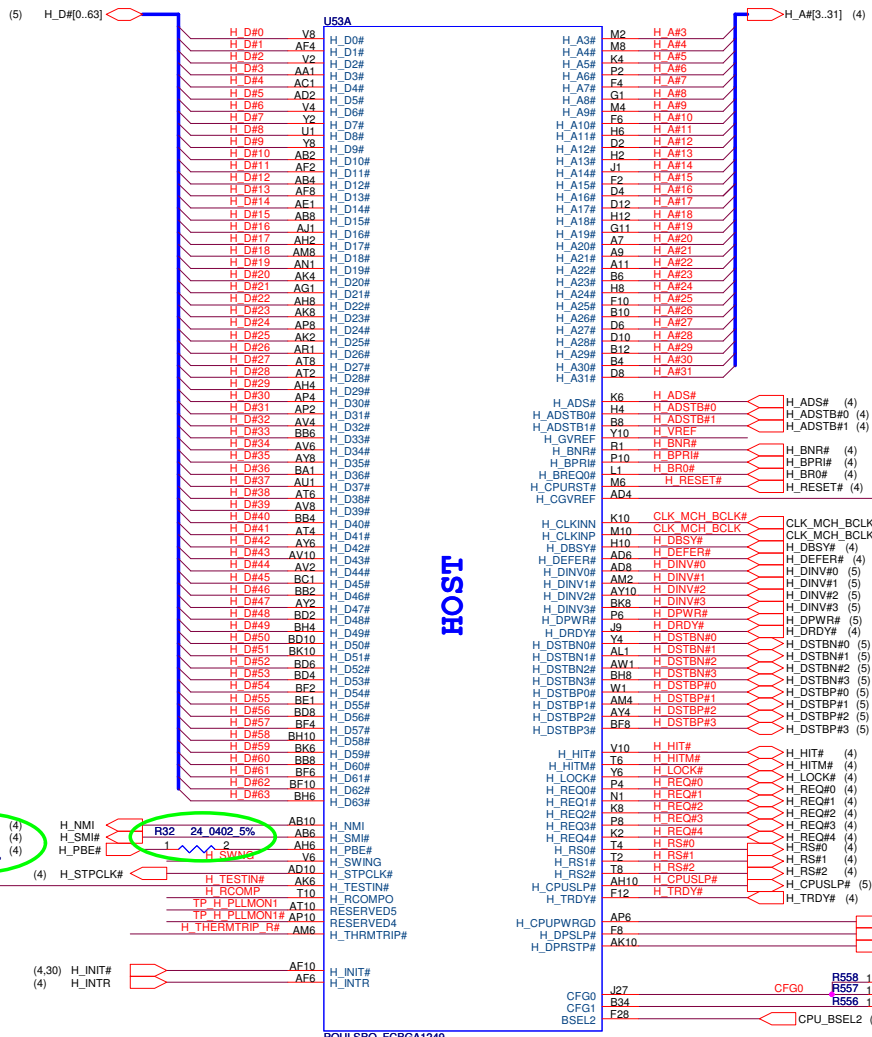 (5) H_D#[0..63]
U53A
H_A#[3..31] (4)
H_D#0 V8 H_D0#
H_D#1 AF4 H_D1#
H_D#2 V2 H_D2#
H_D#3 AA1 H_D3#
H_D#4 AC1 H_D4#
H_D#5 AD2 H_D5#
H_D#6 V4 H_D6#
H_D#7 Y2 H_D7#
H_D#8 U1 H_D8#
H_D#9 Y8 H_D9#
H_D#10 AB2 H_D10#
H_D#11 AF2 H_D11#
H_D#12 AB4 H_D12#
H_D#13 AF8 H_D13#
H_D#14 AE1 H_D14#
H_D#15 AB8 H_D15#
H_D#16 AJ1 H_D16#
H_D#17 AH2 H_D17#
H_D#18 AM8 H_D18#
H_D#19 AN1 H_D19#
H_D#20 AK4 H_D20#
H_D#21 AG1 H_D21#
H_D#22 AH8 H_D22#
H_D#23 AK8 H_D23#
H_D#24 AP8 H_D24#
H_D#25 AK2 H_D25#
H_D#26 AR1 H_D26#
H_D#27 AT8 H_D27#
H_D#28 AT2 H_D28#
H_D#29 AH4 H_D29#
H_D#30 AP4 H_D30#
H_D#31 AP2 H_D31#
H_D#32 AV4 H_D32#
H_D#33 BB6 H_D33#
H_D#34 AV6 H_D34#
H_D#35 AY8 H_D35#
H_D#36 BA1 H_D36#
H_D#37 AU1 H_D37#
H_D#38 AT6 H_D38#
H_D#39 AV8 H_D39#
H_D#40 BB4 H_D40#
H_D#41 AT4 H_D41#
H_D#42 AY6 H_D42#
H_D#43 AV10 H_D43#
H_D#44 AV2 H_D44#
H_D#45 BC1 H_D45#
H_D#46 BB2 H_D46#
H_D#47 AY2 H_D47#
H_D#48 BD2 H_D48#
H_D#49 BH4 H_D49#
H_D#50 BD10 H_D50#
H_D#51 BK10 H_D51#
H_D#52 BD6 H_D52#
H_D#53 BD4 H_D53#
H_D#54 BF2 H_D54#
H_D#55 BE1 H_D55#
H_D#56 BD8 H_D56#
H_D#57 BF4 H_D57#
H_D#58 BH10 H_D58#
H_D#59 BK6 H_D59#
H_D#60 BB8 H_D60#
H_D#61 BF6 H_D61#
H_D#62 BF10 H_D62#
H_D#63 BH6 H_D63#
(4) H_NMI AB10 H_NMI
(4) H_SMI# R32 24_0402_5% AB6 H_SMI#
(4) H_PBE# 1 2 AH6 H_PBE#
H_SWNG V6 H_SWING
(4) H_STPCLK# AD10 H_STPCLK#
H_TESTIN# AK6 H_TESTIN#
H_RCOMP T10 H_RCOMPO
TP_H_PLLMON1 AT10 RESERVED5
TP_H_PLLMON1# AP10 RESERVED4
H_THERMTRIP_R# AM6 H_THRMTRIP#
(4,30) H_INIT# AF10 H_INIT#
(4) H_INTR AF6 H_INTR
HOST
H_A3# M2 H_A#3
H_A4# M8 H_A#4
H_A5# K4 H_A#5
H_A6# P2 H_A#6
H_A7# F4 H_A#7
H_A8# G1 H_A#8
H_A9# M4 H_A#9
H_A10# F6 H_A#10
H_A11# H6 H_A#11
H_A12# D2 H_A#12
H_A13# H2 H_A#13
H_A14# J1 H_A#14
H_A15# F2 H_A#15
H_A16# D4 H_A#16
H_A17# D12 H_A#17
H_A18# H12 H_A#18
H_A19# G11 H_A#19
H_A20# A7 H_A#20
H_A21# A9 H_A#21
H_A22# A11 H_A#22
H_A23# B6 H_A#23
H_A24# H8 H_A#24
H_A25# F10 H_A#25
H_A26# B10 H_A#26
H_A27# D6 H_A#27
H_A28# D10 H_A#28
H_A29# B12 H_A#29
H_A30# B4 H_A#30
H_A31# D8 H_A#31
H_ADS# K6 H_ADS# H_ADS# (4)
H_ADSTB0# H4 H_ADSTB#0 H_ADSTB#0 (4)
H_ADSTB1# B8 H_ADSTB#1 H_ADSTB#1 (4)
H_GVREF Y10 H_VREF
H_BNR# R1 H_BNR# H_BNR# (4)
H_BPRI# P10 H_BPRI# H_BPRI# (4)
H_BREQ0# L1 H_BR0# H_BR0# (4)
H_CPURST# M6 H_RESET# H_RESET# (4)
H_CGVREF AD4
H_CLKINN K10 CLK_MCH_BCLK# CLK_MCH_BCLK
H_CLKINP M10 CLK_MCH_BCLK CLK_MCH_BCLK
H_DBSY# H10 H_DBSY# H_DBSY# (4)
H_DEFER# AD6 H_DEFER# H_DEFER# (4)
H_DINV0# AD8 H_DINV#0 H_DINV#0 (5)
H_DINV1# AM2 H_DINV#1 H_DINV#1 (5)
H_DINV2# AY10 H_DINV#2 H_DINV#2 (5)
H_DINV3# BK8 H_DINV#3 H_DINV#3 (5)
H_DPWR# P6 H_DPWR# H_DPWR# (5)
H_DRDY# J9 H_DRDY# H_DRDY# (4)
H_DSTBN0# Y4 H_DSTBN#0 H_DSTBN#0 (5)
H_DSTBN1# AL1 H_DSTBN#1 H_DSTBN#1 (5)
H_DSTBN2# AW1 H_DSTBN#2 H_DSTBN#2 (5)
H_DSTBN3# BH8 H_DSTBN#3 H_DSTBN#3 (5)
H_DSTBP0# W1 H_DSTBP#0 H_DSTBP#0 (5)
H_DSTBP1# AM4 H_DSTBP#1 H_DSTBP#1 (5)
H_DSTBP2# AY4 H_DSTBP#2 H_DSTBP#2 (5)
H_DSTBP3# BF8 H_DSTBP#3 H_DSTBP#3 (5)
H_HIT# V10 H_HIT# H_HIT# (4)
H_HITM# T6 H_HITM# H_HITM# (4)
H_LOCK# Y6 H_LOCK# H_LOCK# (4)
H_REQ0# P4 H_REQ#0 H_REQ#0 (4)
H_REQ1# N1 H_REQ#1 H_REQ#1 (4)
H_REQ2# K8 H_REQ#2 H_REQ#2 (4)
H_REQ3# P8 H_REQ#3 H_REQ#3 (4)
H_REQ4# K2 H_REQ#4 H_REQ#4 (4)
H_RS0# T4 H_RS#0 H_RS#0 (4)
H_RS1# T2 H_RS#1 H_RS#1 (4)
H_RS2# T8 H_RS#2 H_RS#2 (4)
H_CPUSLP# AH10 H_CPUSLP# H_CPUSLP# (5)
H_TRDY# F12 H_TRDY# H_TRDY# (4)
H_CPUPWRGD AP6
H_DPSLP# F8
H_DPRSTP# AK10
R558 1
CFG0 J27 CFG0 R557 1
CFG1 B34 R556 1
BSEL2 F28 CPU_BSEL2 (